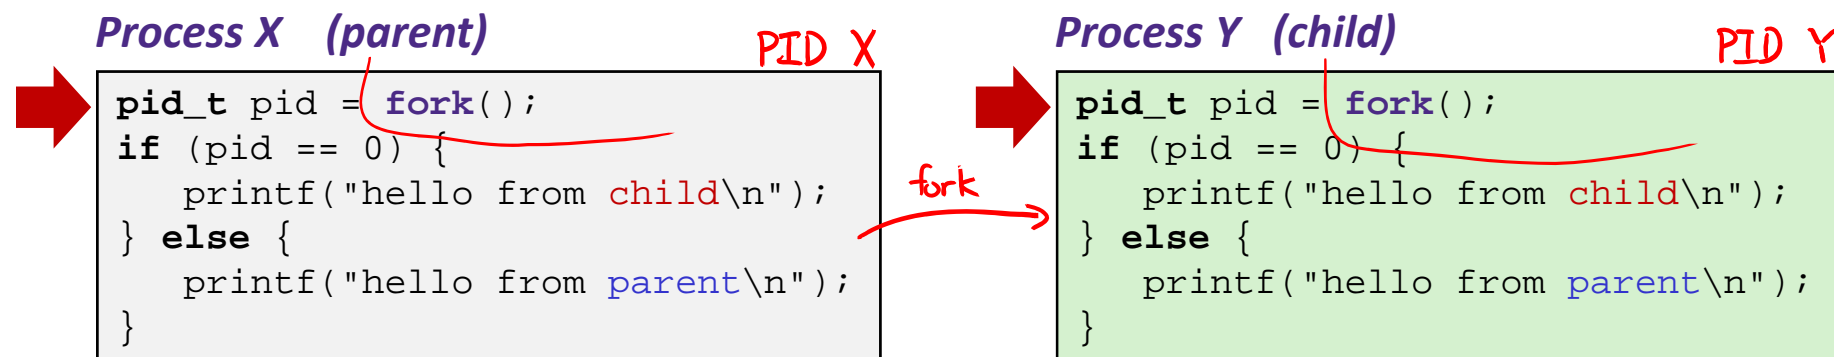 Process X (parent)
PID X
pid_t pid = fork();
if (pid == 0) {
   printf("hello from child\n");
} else {
   printf("hello from parent\n");
}
fork
Process Y (child)
PID Y
pid_t pid = fork();
if (pid == 0) {
   printf("hello from child\n");
} else {
   printf("hello from parent\n");
}